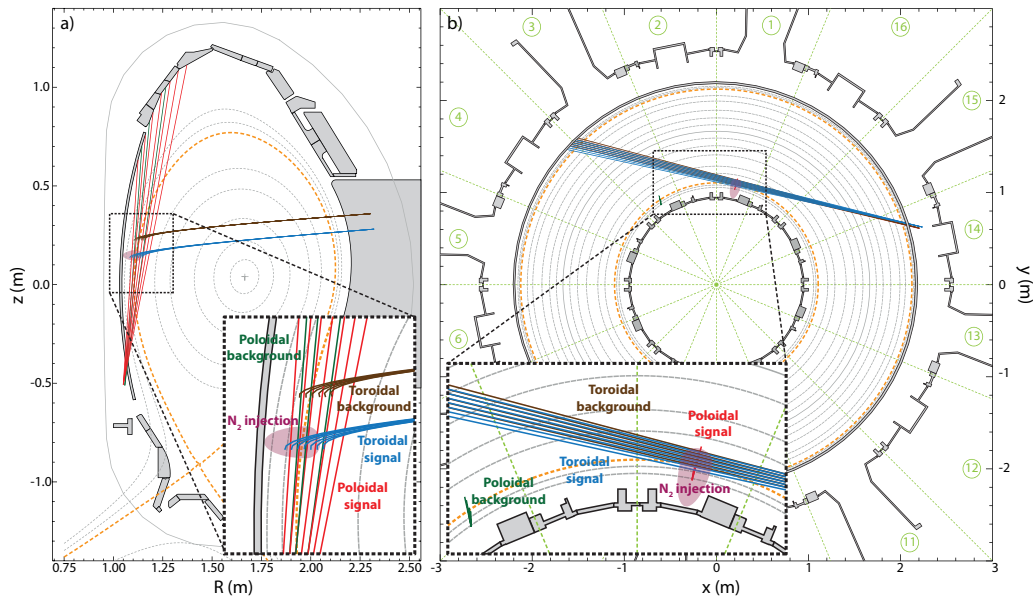 a)
1.0
0.5
0.0
-0.5
-1.0
z (m)
0.75
1.00
1.25
1.50
1.75
2.00
2.25
2.50
R (m)
Poloidal
background
Toroidal
background
N2 injection
Toroidal
signal
Poloidal
signal
b)
3
2
1
16
4
15
5
14
6
13
12
11
2
1
0
-1
-2
y (m)
-3
-2
-1
0
1
2
3
x (m)
Toroidal
background
Poloidal
signal
Toroidal
signal
Poloidal
background
N2 injection